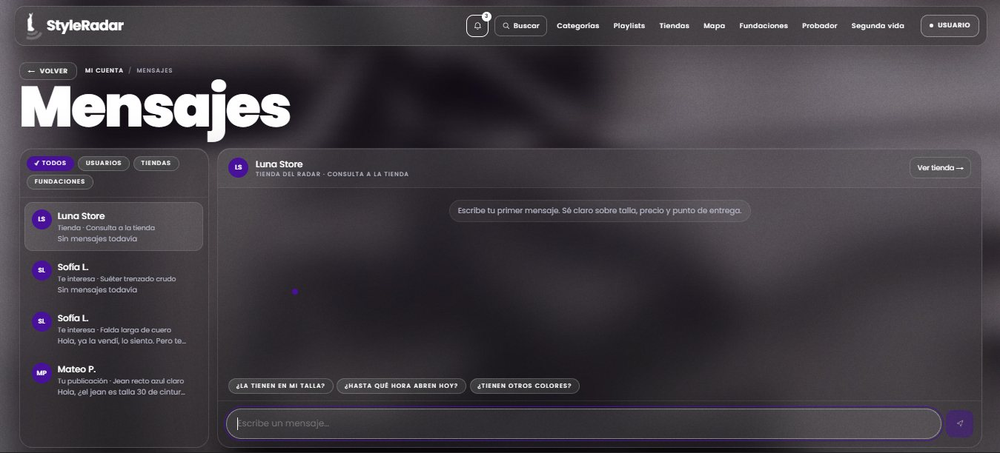 StyleRadar
3
Buscar
Categorías
Playlists
Tiendas
Mapa
Fundaciones
Probador
Segunda vida
USUARIO
← VOLVER
MI CUENTA / MENSAJES
Mensajes
✓ TODOS
USUARIOS
TIENDAS
FUNDACIONES
LS
Luna Store
Tienda · Consulta a la tienda
Sin mensajes todavía
SL
Sofía L.
Te interesa · Suéter trenzado crudo
Sin mensajes todavía
SL
Sofía L.
Te interesa · Falda larga de cuero
Hola, ya la vendí, lo siento. Pero te...
MP
Mateo P.
Tu publicación · Jean recto azul claro
Hola, ¿el jean es talla 30 de cintur...
LS
Luna Store
TIENDA DEL RADAR · CONSULTA A LA TIENDA
Ver tienda →
Escribe tu primer mensaje. Sé claro sobre talla, precio y punto de entrega.
¿LA TIENEN EN MI TALLA?
¿HASTA QUÉ HORA ABREN HOY?
¿TIENEN OTROS COLORES?
Escribe un mensaje...